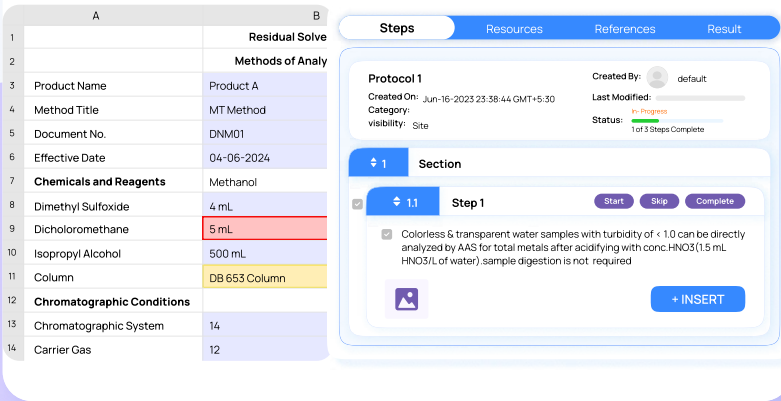 A B
1 Residual Solve
2 Methods of Analy
3 Product Name Product A
4 Method Title MT Method
5 Document No. DNM01
6 Effective Date 04-06-2024
7 Chemicals and Reagents Methanol
8 Dimethyl Sulfoxide 4 mL
9 Dicholoromethane 5 mL
10 Isopropyl Alcohol 500 mL
11 Column DB 653 Column
12 Chromatographic Conditions
13 Chromatographic System 14
14 Carrier Gas 12
Steps Resources References Result
Protocol 1
Created On: Jun-16-2023 23:38:44 GMT+5:30
Category:
visibility: Site
Created By: default
Last Modified:
In- Progress
Status:
1 of 3 Steps Complete
1 Section
1.1 Step 1 Start Skip Complete
Colorless & transparent water samples with turbidity of < 1.0 can be directly
analyzed by AAS for total metals after acidifying with conc.HNO3(1.5 mL
HNO3/L of water).sample digestion is not required
+ INSERT